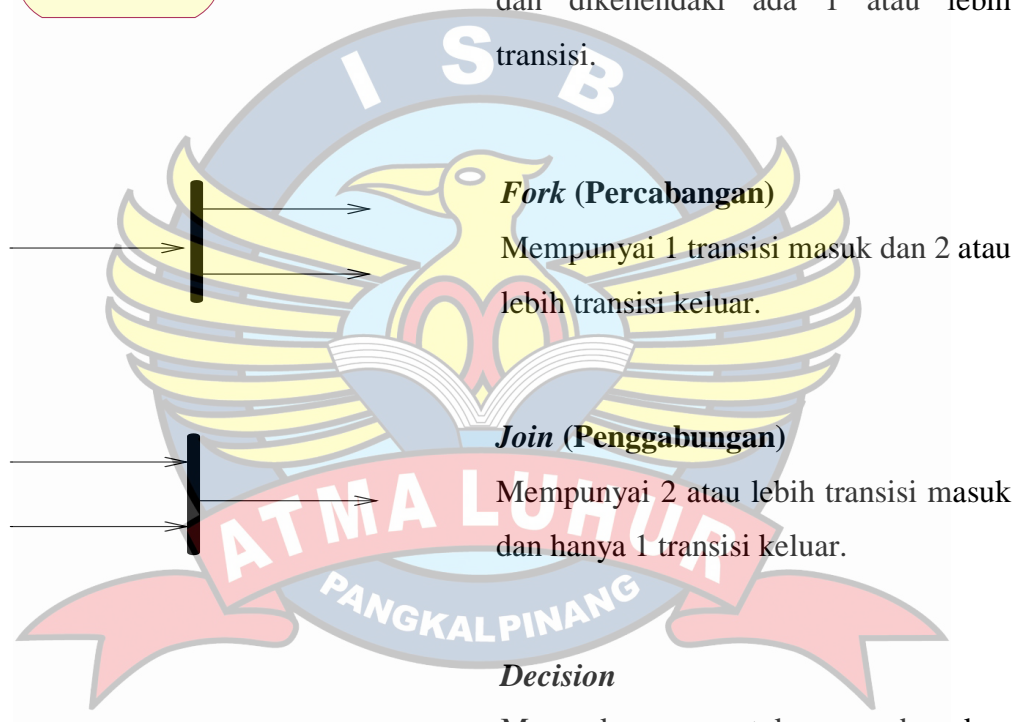 dan dikehendaki ada 1 atau lebih
transisi.
I S B
Fork (Percabangan)
Mempunyai 1 transisi masuk dan 2 atau
lebih transisi keluar.
Join (Penggabungan)
Mempunyai 2 atau lebih transisi masuk
dan hanya 1 transisi keluar.
ATMA LUHUR
PANGKALPINANG
Decision